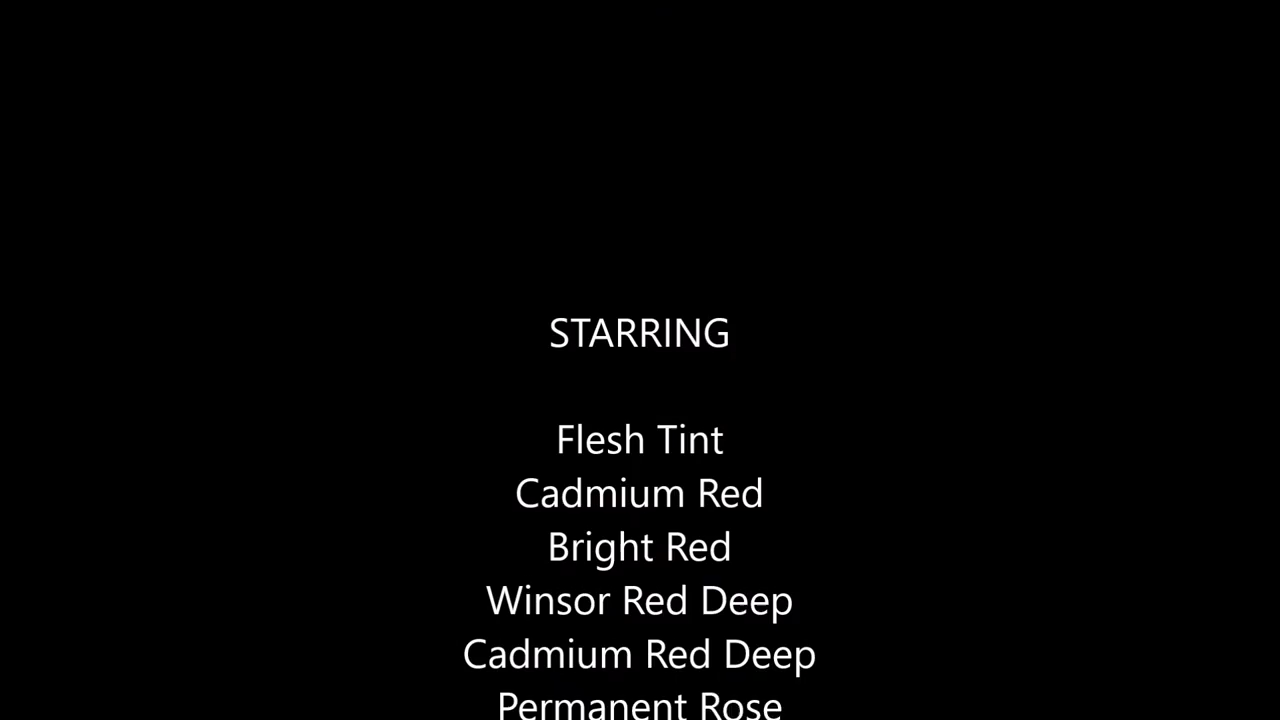 STARRING
Flesh Tint
Cadmium Red
Bright Red
Winsor Red Deep
Cadmium Red Deep
Permanent Rose